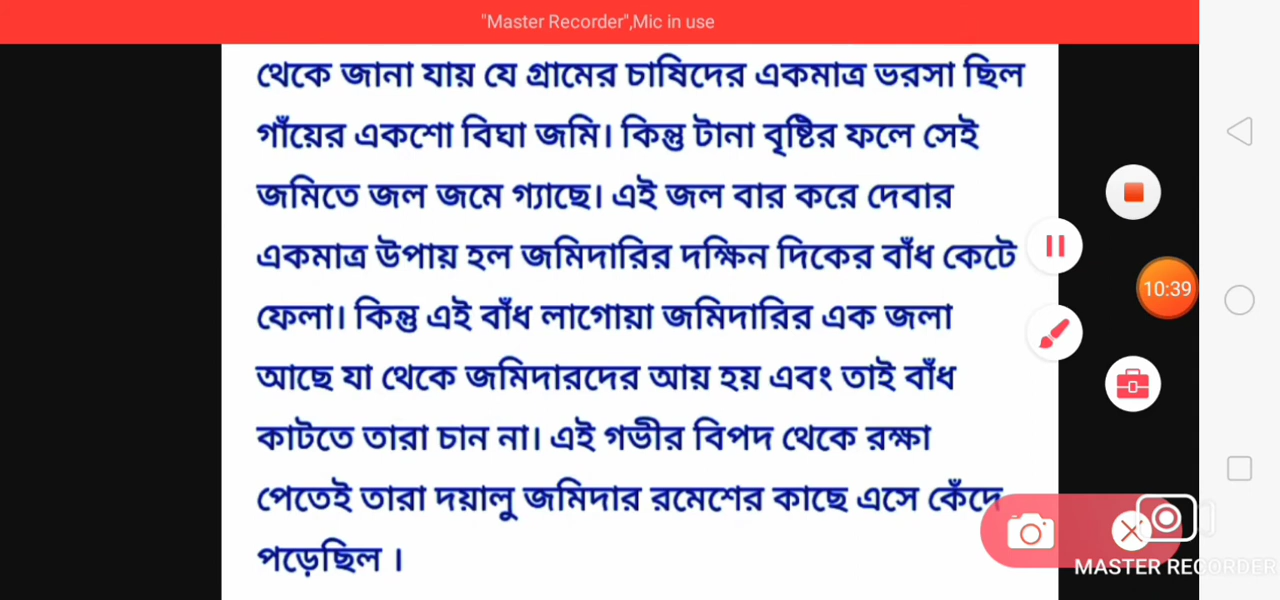 "Master Recorder",Mic in use
থেকে জানা যায় যে গ্রামের চাষিদের একমাত্র ভরসা ছিল
গাঁয়ের একশো বিঘা জমি। কিন্তু টানা বৃষ্টির ফলে সেই
জমিতে জল জমে গ্যাছে। এই জল বার করে দেবার
একমাত্র উপায় হল জমিদারির দক্ষিন দিকের বাঁধ কেটে
ফেলা। কিন্তু এই বাঁধ লাগোয়া জমিদারির এক জলা
আছে যা থেকে জমিদারদের আয় হয় এবং তাই বাঁধ
কাটতে তারা চান না। এই গভীর বিপদ থেকে রক্ষা
পেতেই তারা দয়ালু জমিদার রমেশের কাছে এসে কেঁদে
পড়েছিল ।
10:39
MASTER RECORDER